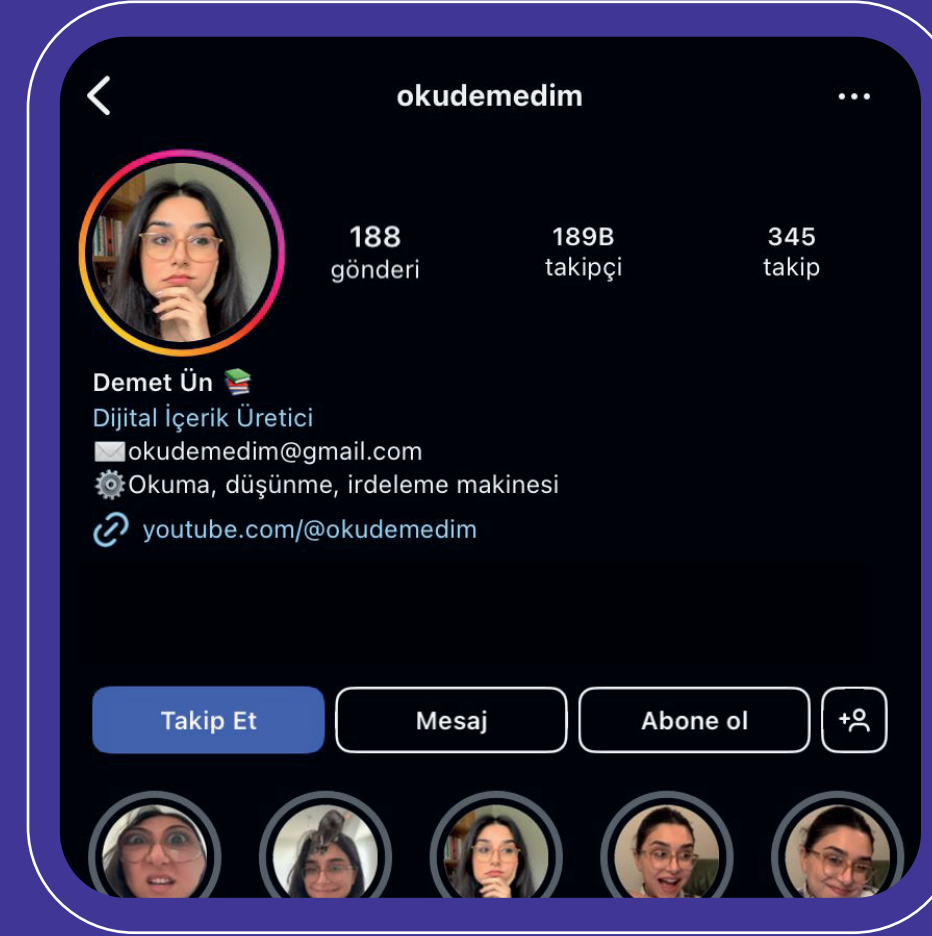 okudemedim
188 189B 345
gönderi takipçi takip
Demet Ün
Dijital İçerik Üretici
okudemedim@gmail.com
Okuma, düşünme, irdeleme makinesi
youtube.com/@okudemedim
Takip Et Mesaj Abone ol